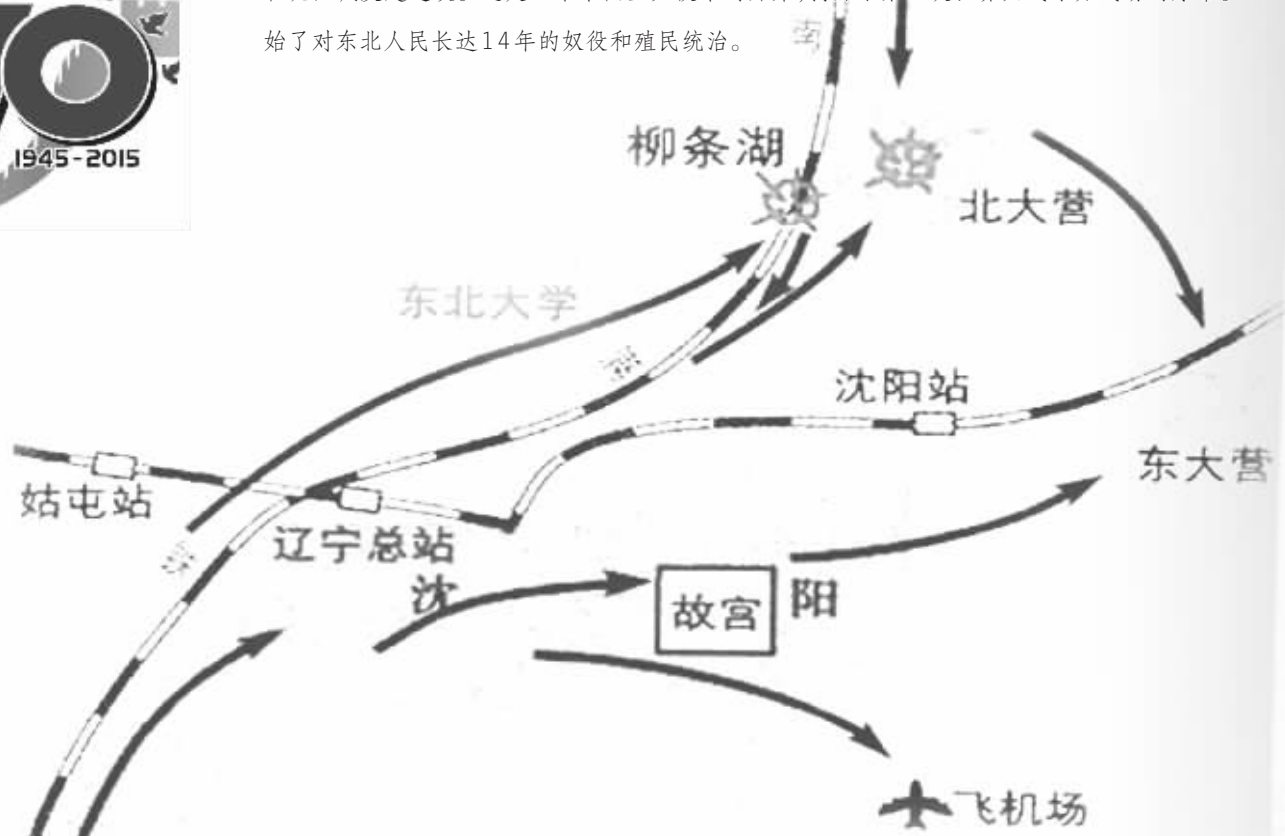 始了对东北人民长达14年的奴役和殖民统治。
1945-2015
南
柳条湖
北大营
东北大学
沈阳站
东大营
姑屯站
辽宁总站
沈
故宫
阳
飞机场